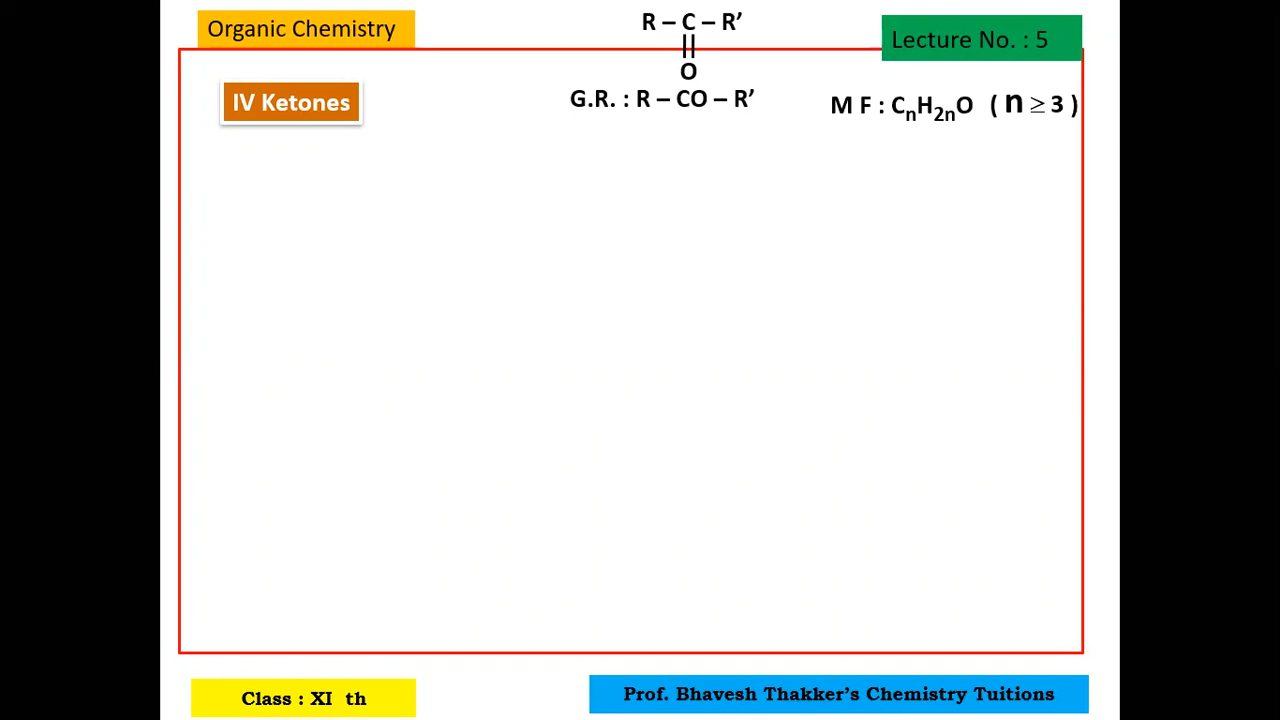 Organic Chemistry
R – C – R’
||
O
Lecture No. : 5
IV Ketones
G.R. : R – CO – R’
M F : CₙH₂ₙO ( n ≥ 3 )
Class : XI th
Prof. Bhavesh Thakker’s Chemistry Tuitions